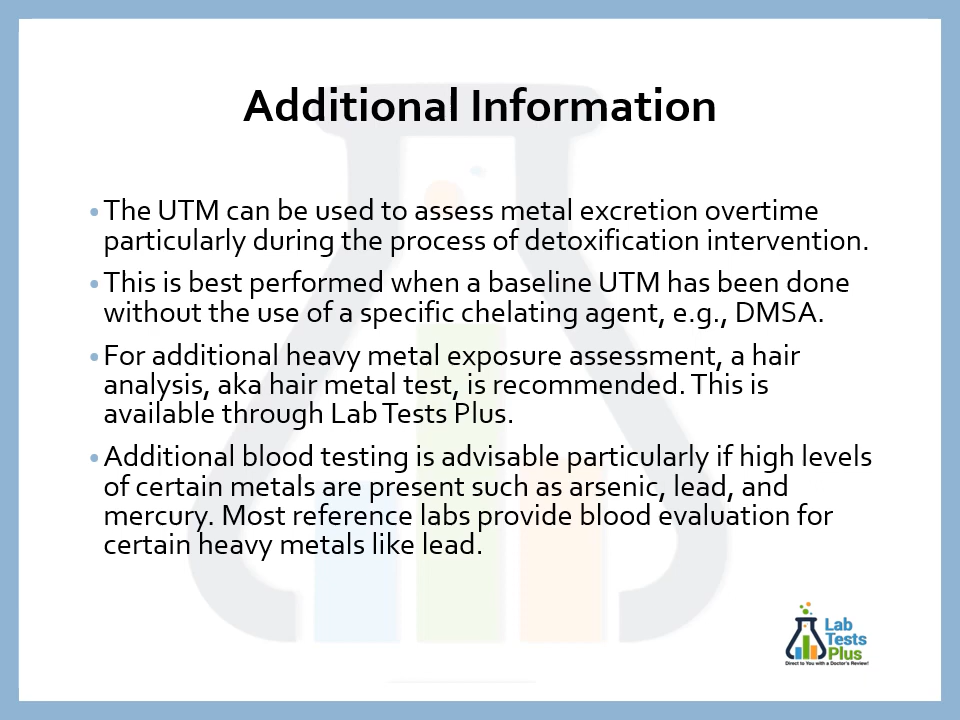 Additional Information
• The UTM can be used to assess metal excretion overtime
particularly during the process of detoxification intervention.
• This is best performed when a baseline UTM has been done
without the use of a specific chelating agent, e.g., DMSA.
• For additional heavy metal exposure assessment, a hair
analysis, aka hair metal test, is recommended. This is
available through Lab Tests Plus.
• Additional blood testing is advisable particularly if high levels
of certain metals are present such as arsenic, lead, and
mercury. Most reference labs provide blood evaluation for
certain heavy metals like lead.
Lab
Tests
Plus
Direct to You with a Doctor's Review!